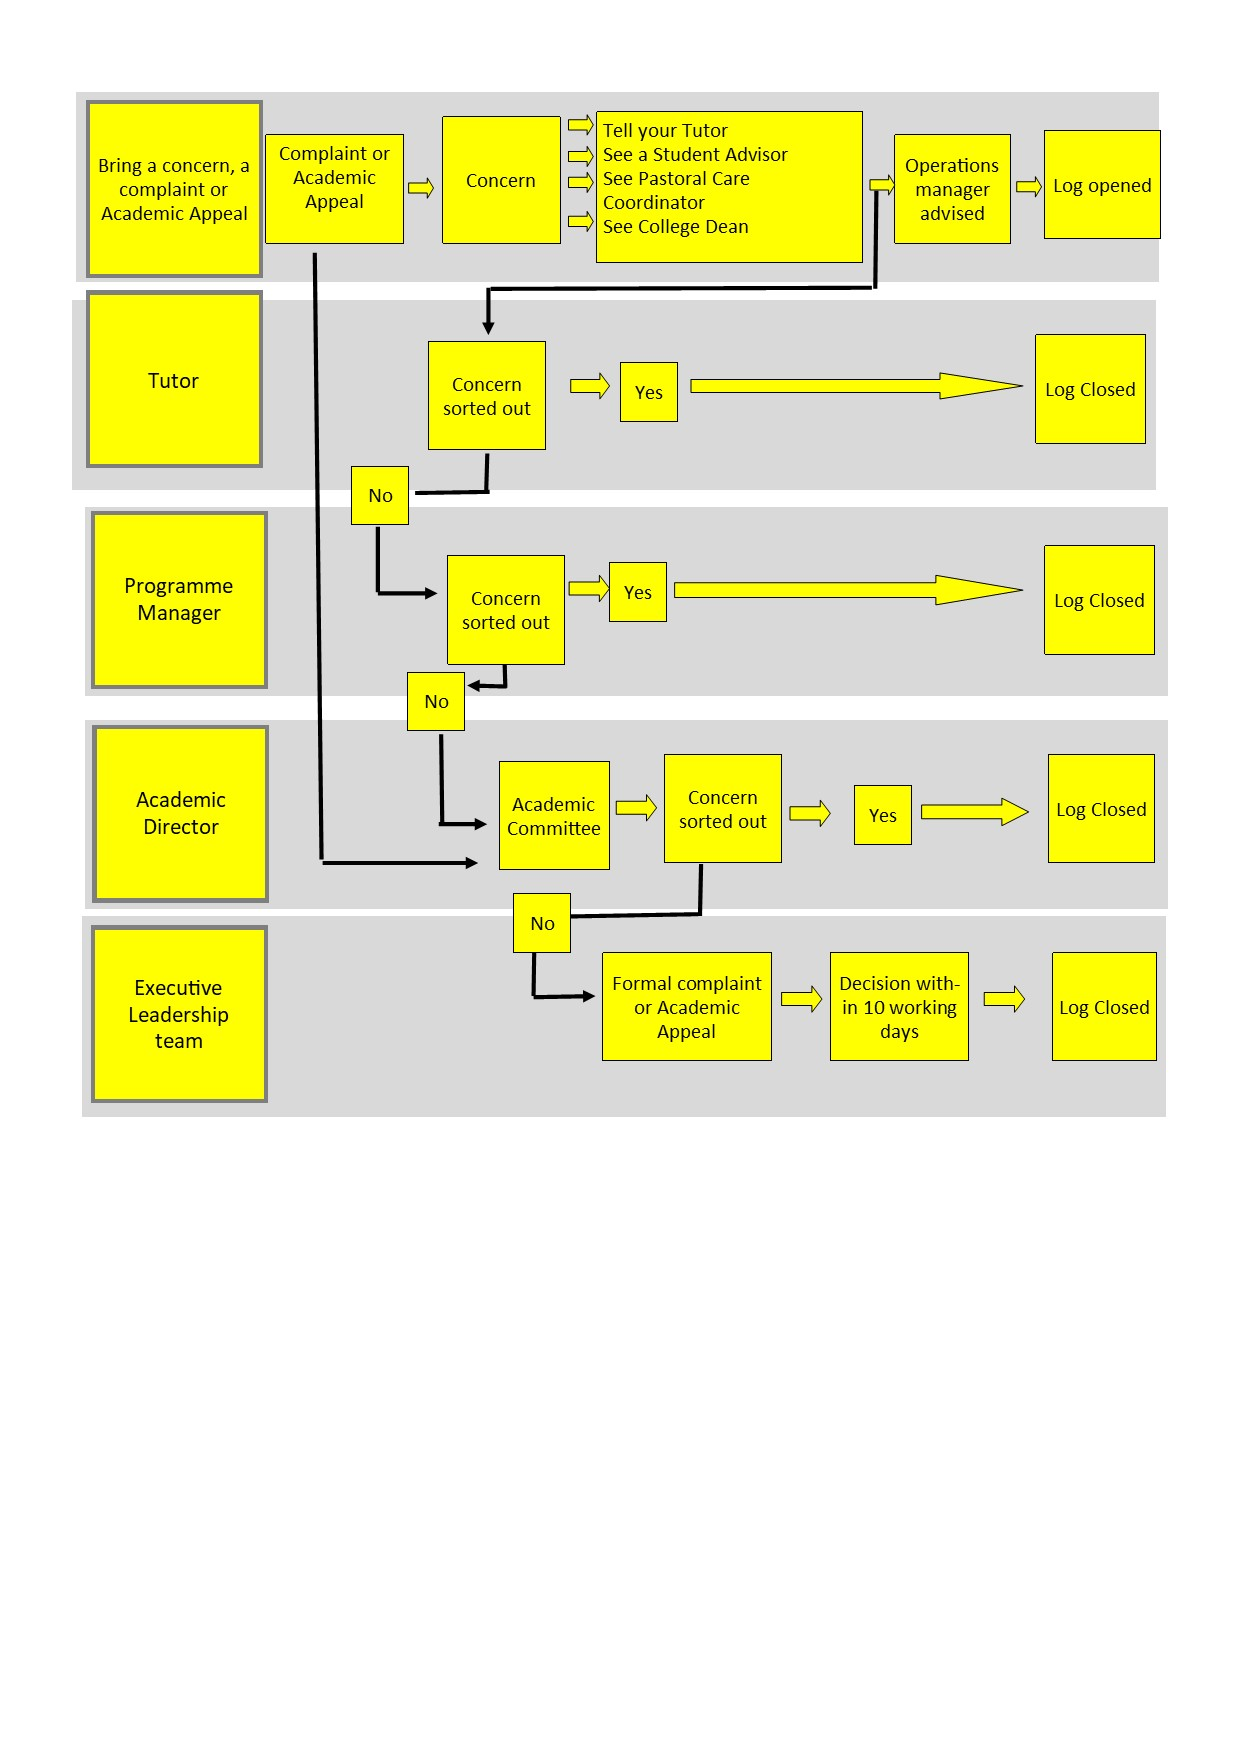 Bring a concern, a
complaint or
Academic Appeal
Complaint or
Academic
Appeal
Concern
Tell your Tutor
See a Student Advisor
See Pastoral Care
Coordinator
See College Dean
Operations
manager
advised
Log opened
Tutor
Concern
sorted out
Yes
Log Closed
No
Programme
Manager
Concern
sorted out
Yes
Log Closed
No
Academic
Director
Academic
Committee
Concern
sorted out
Yes
Log Closed
No
Executive
Leadership
team
Formal complaint
or Academic
Appeal
Decision with-
in 10 working
days
Log Closed